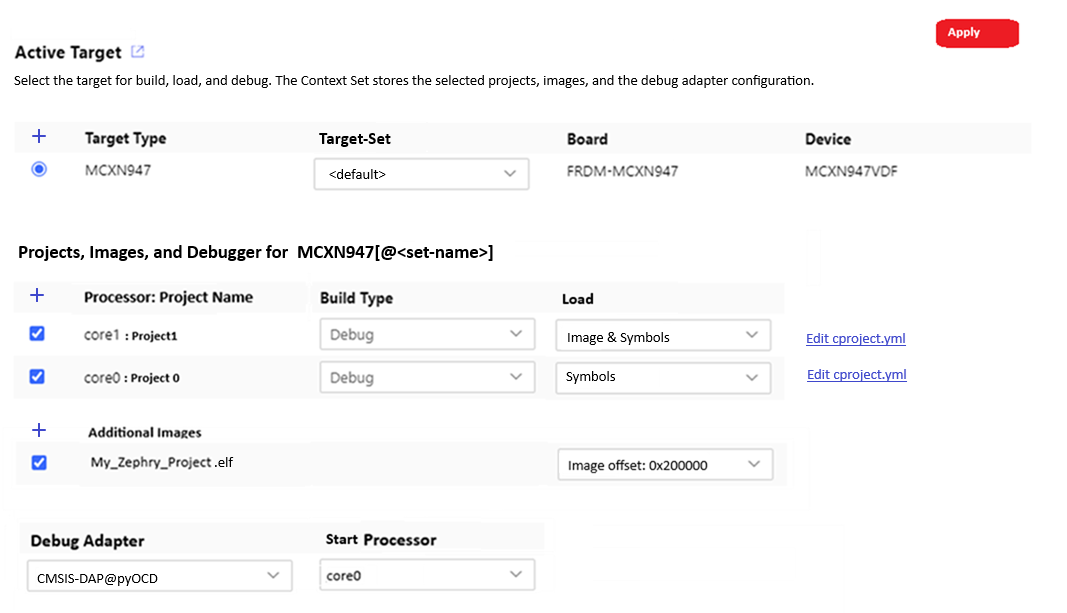 Apply
Active Target
Select the target for build, load, and debug. The Context Set stores the selected projects, images, and the debug adapter configuration.
Target Type Target-Set Board Device
MCXN947 <default> FRDM-MCXN947 MCXN947VDF
Projects, Images, and Debugger for MCXN947[@<set-name>]
Processor: Project Name Build Type Load
core1 : Project1 Debug Image & Symbols Edit cproject.yml
core0 : Project 0 Debug Symbols Edit cproject.yml
Additional Images
My_Zephry_Project .elf Image offset: 0x200000
Debug Adapter Start Processor
CMSIS-DAP@pyOCD core0